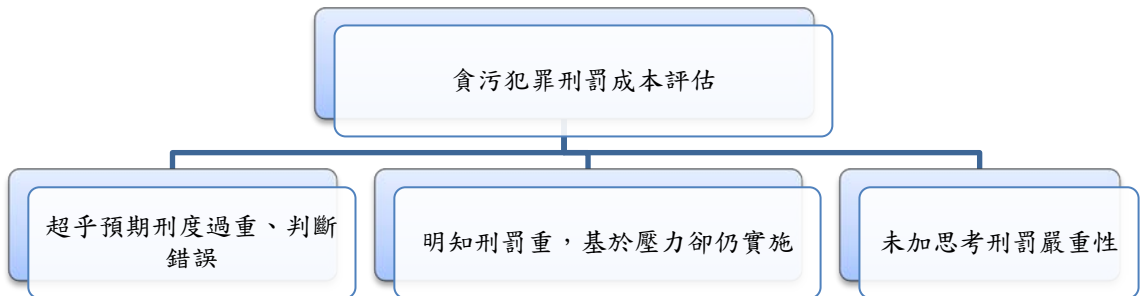 貪污犯罪刑罰成本評估
超乎預期刑度過重、判斷
錯誤
明知刑罰重，基於壓力卻仍實施
未加思考刑罰嚴重性